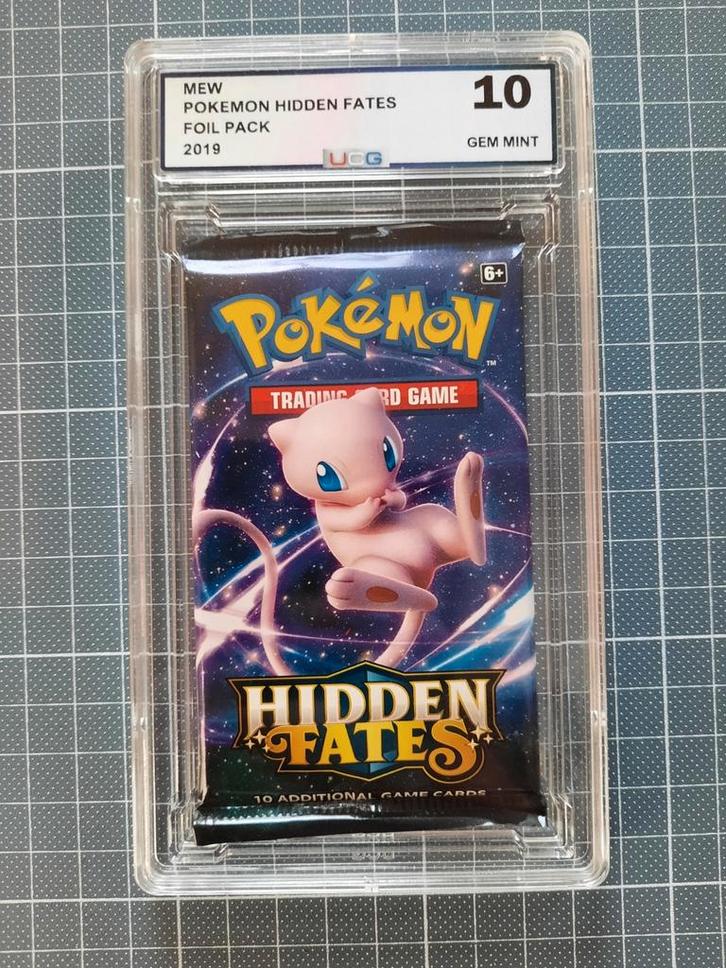 MEW
POKEMON HIDDEN FATES
FOIL PACK
2019
10
GEM MINT
UCG
6+
POKéMON
TM
TRADING CARD GAME
HIDDEN
FATES
10 ADDITIONAL GAME CARDS